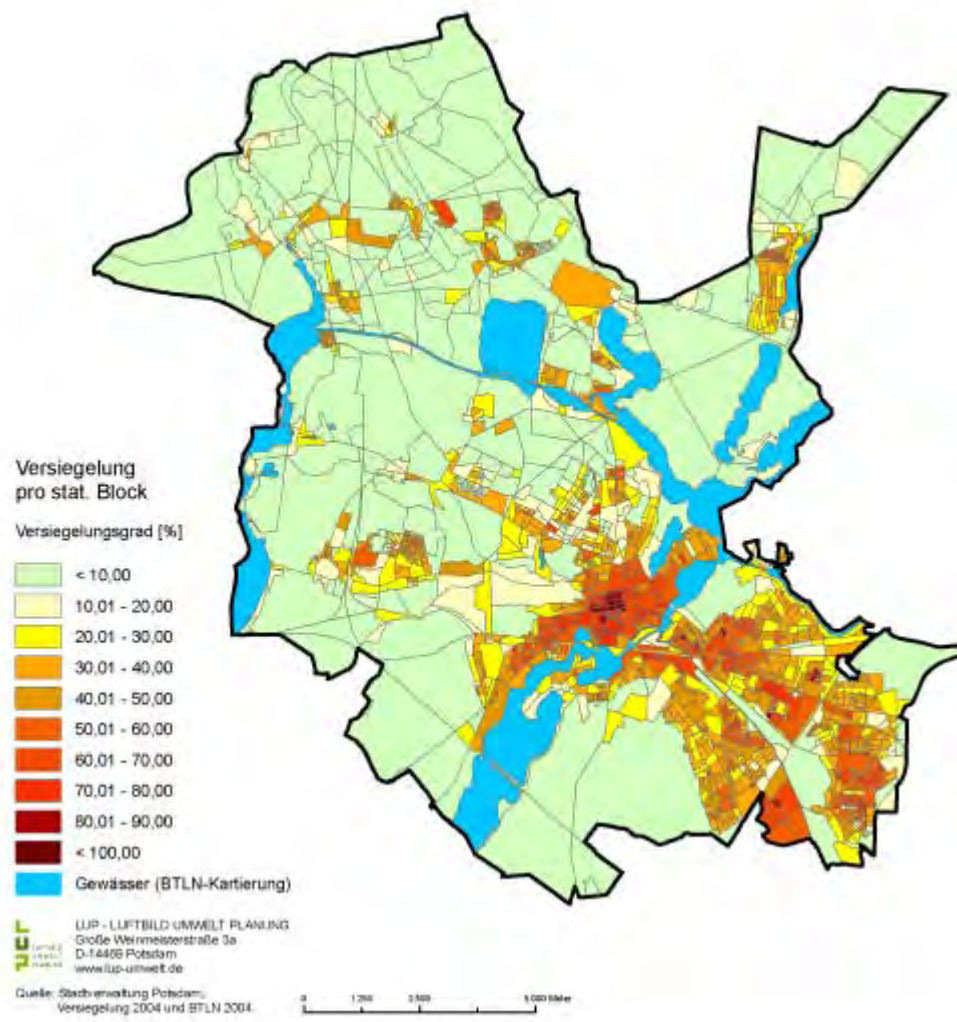 Versiegelung
pro stat. Block
Versiegelungsgrad [%]
< 10,00
10,01 - 20,00
20,01 - 30,00
30,01 - 40,00
40,01 - 50,00
50,01 - 60,00
60,01 - 70,00
70,01 - 80,00
80,01 - 90,00
< 100,00
Gewässer (BTLN-Kartierung)
LUP - LUFTBILD UMWELT PLANUNG
Große Weinmeisterstraße 3a
D-14469 Potsdam
www.lup-umwelt.de
Quelle: Stadtverwaltung Potsdam,
Versiegelung 2004 und BTLN 2004.
0 1.250 2.500 5.000 Meter